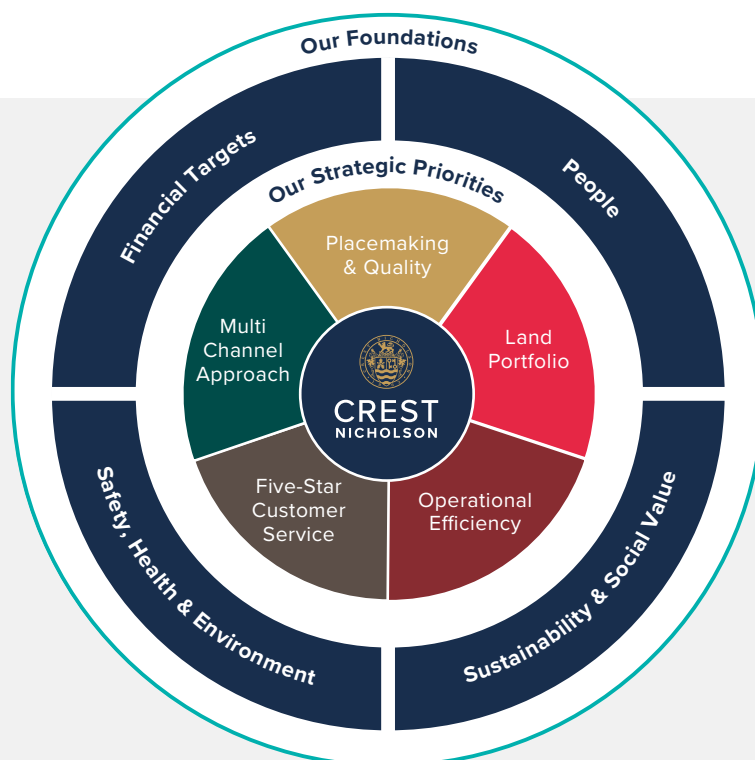 Our Foundations
Financial Targets
People
Our Strategic Priorities
Placemaking
& Quality
Multi
Channel
Approach
Land
Portfolio
CREST
NICHOLSON
Five-Star
Customer
Service
Operational
Efficiency
Safety, Health & Environment
Sustainability & Social Value